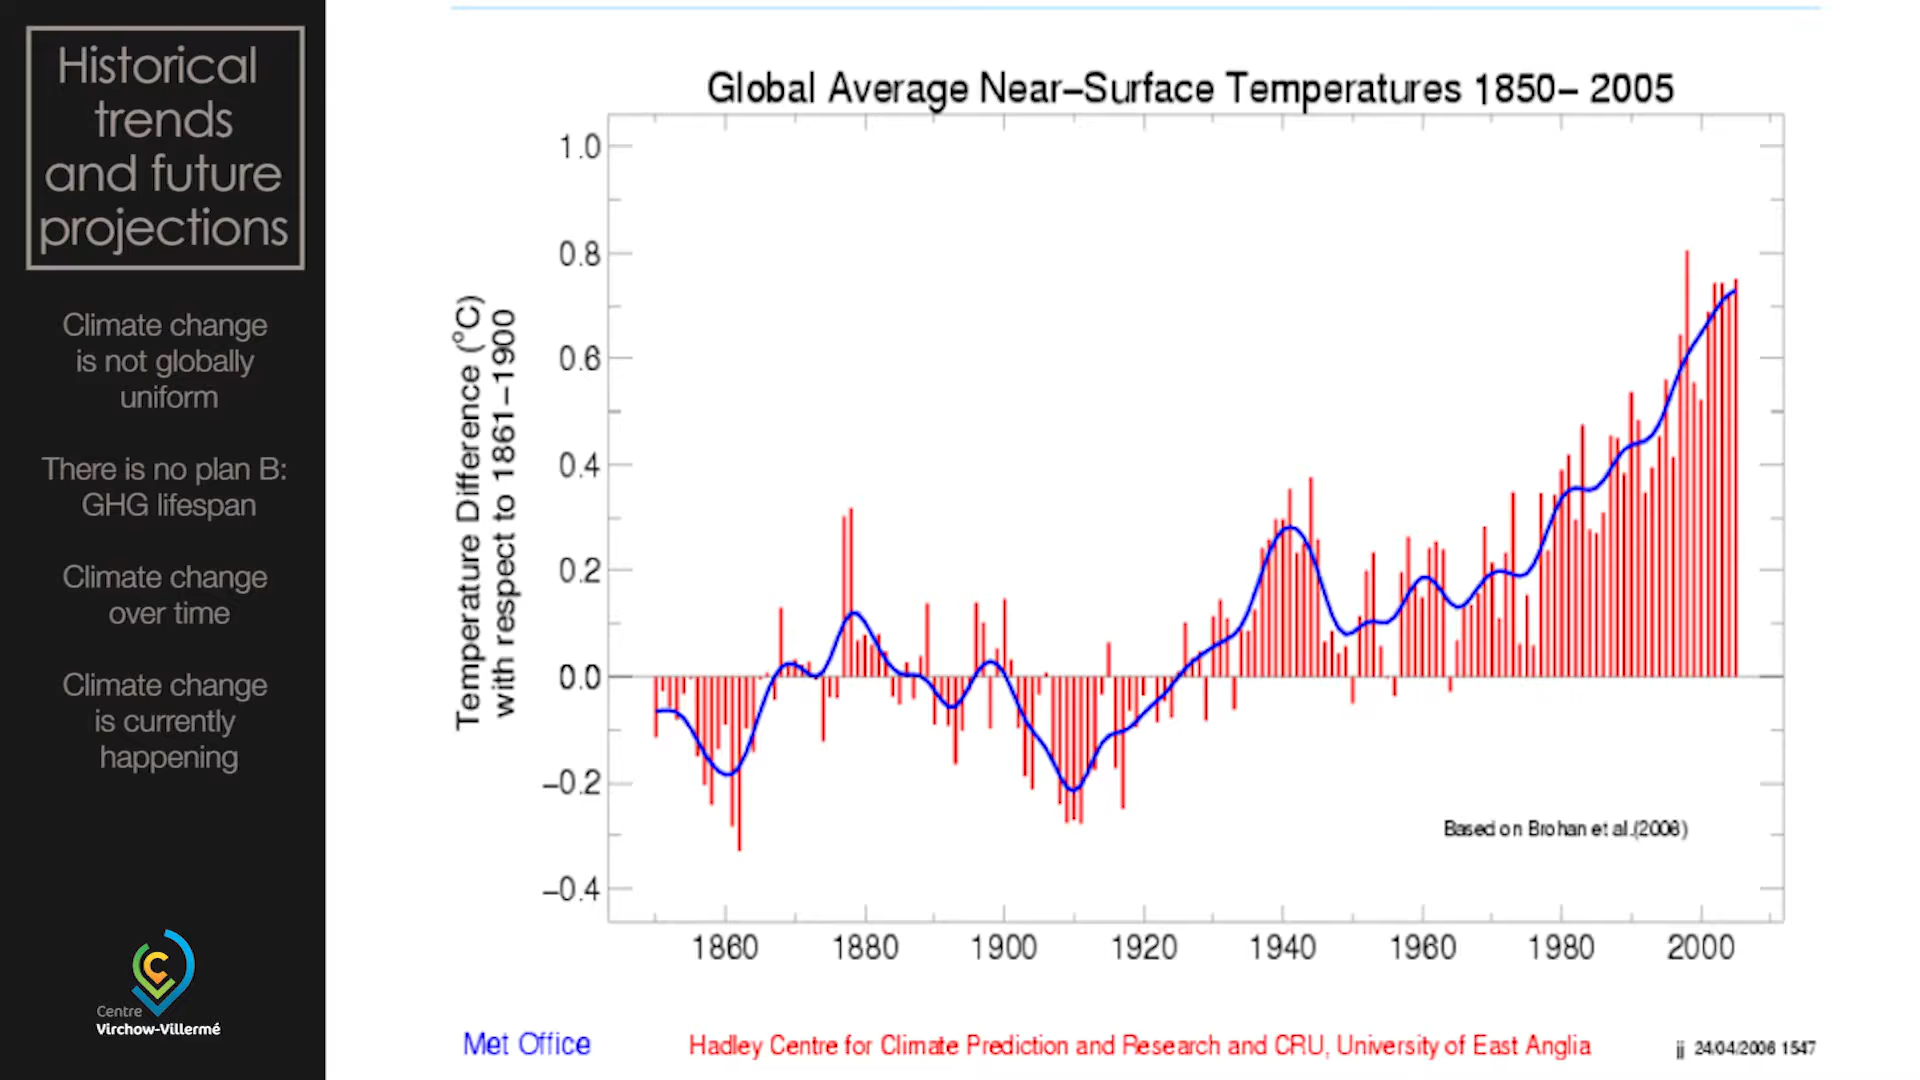 Historical
trends
and future
projections
Climate change
is not globally
uniform
There is no plan B:
GHG lifespan
Climate change
over time
Climate change
is currently
happening
Centre
Virchow-Villermé
Global Average Near–Surface Temperatures 1850– 2005
Temperature Difference (°C)
with respect to 1861–1900
1.0
0.8
0.6
0.4
0.2
0.0
−0.2
−0.4
1860 1880 1900 1920 1940 1960 1980 2000
Based on Brohan et al.(2006)
Met Office
Hadley Centre for Climate Prediction and Research and CRU, University of East Anglia
jj 24/04/2006 1547